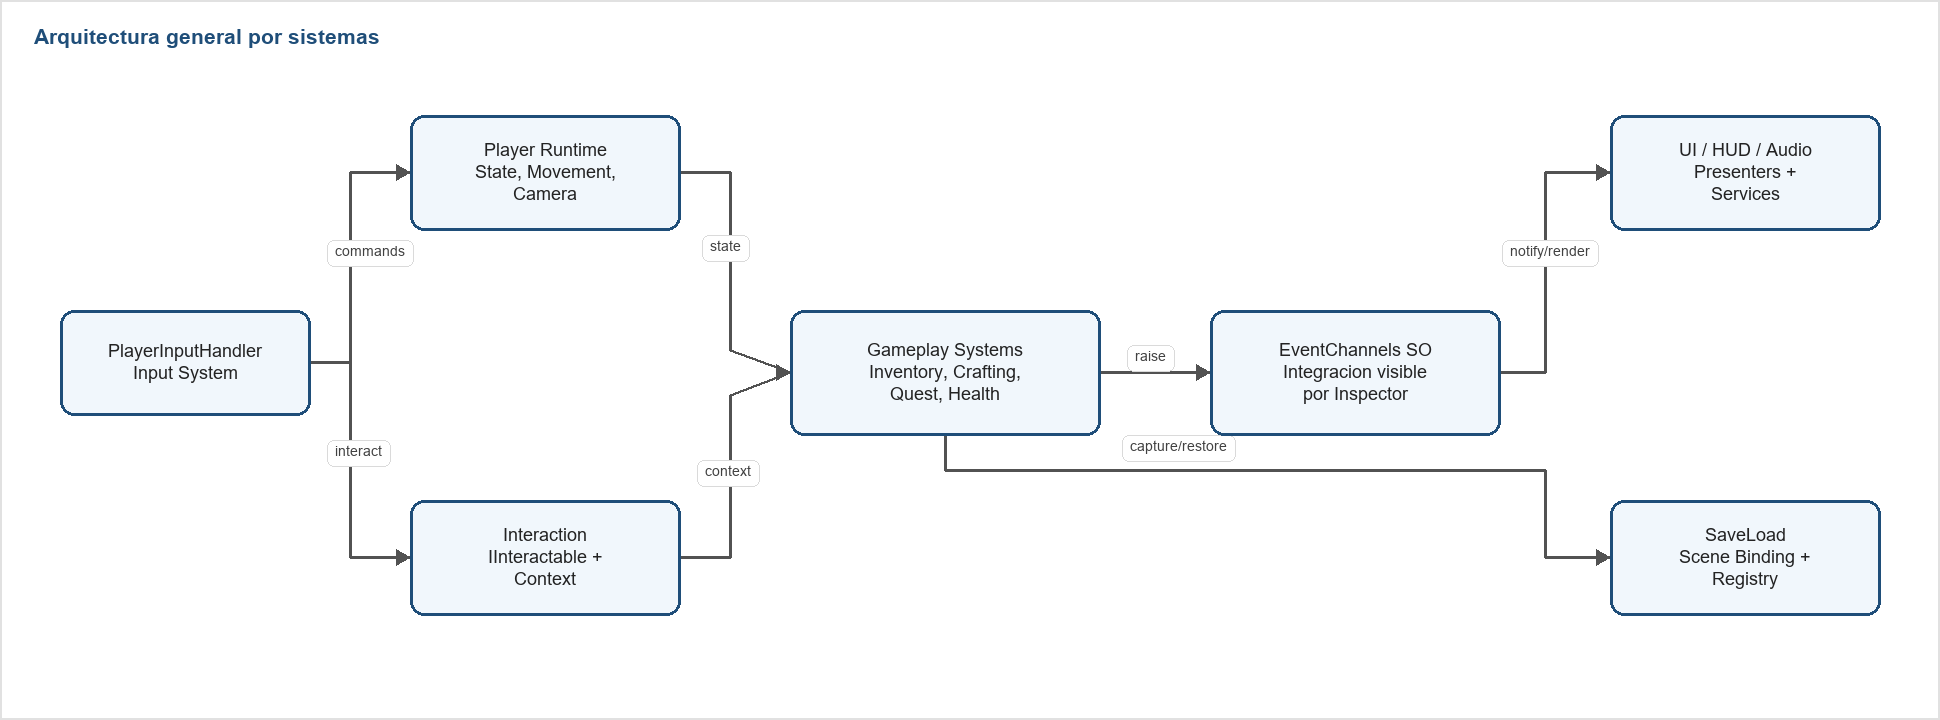 Arquitectura general por sistemas
PlayerInputHandler
Input System
commands
interact
Player Runtime
State, Movement,
Camera
Interaction
IInteractable +
Context
state
context
Gameplay Systems
Inventory, Crafting,
Quest, Health
raise
capture/restore
EventChannels SO
Integracion visible
por Inspector
notify/render
UI / HUD / Audio
Presenters +
Services
SaveLoad
Scene Binding +
Registry